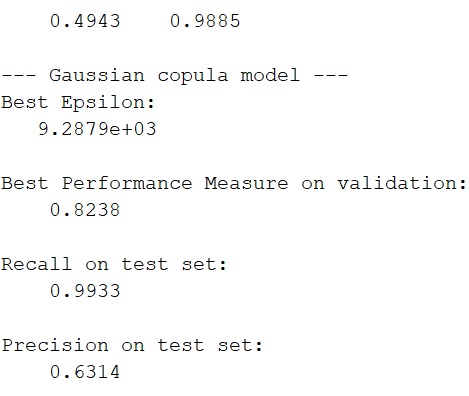 0.4943    0.9885
--- Gaussian copula model ---
Best Epsilon:
9.2879e+03
Best Performance Measure on validation:
0.8238
Recall on test set:
0.9933
Precision on test set:
0.6314